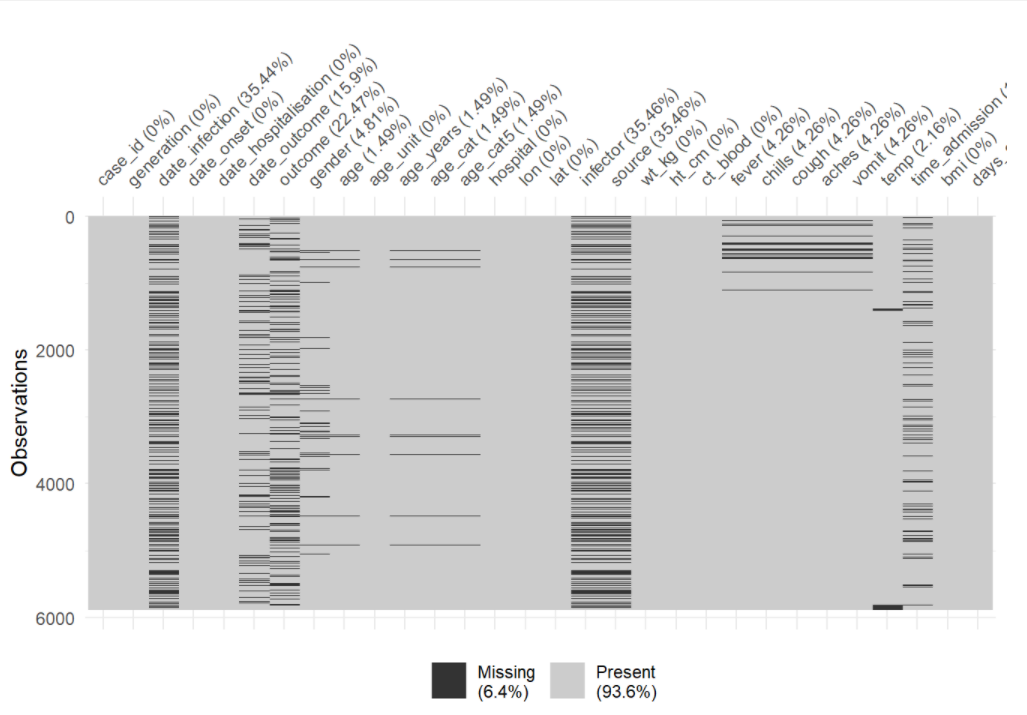 case_id (0%)
generation (0%)
date_infection (35.44%)
date_onset (0%)
date_hospitalisation (0%)
date_outcome (15.9%)
outcome (22.47%)
gender (4.81%)
age (1.49%)
age_unit (0%)
age_years (1.49%)
age_cat (1.49%)
age_cat5 (1.49%)
hospital (0%)
lon (0%)
lat (0%)
infector (35.46%)
source (35.46%)
wt_kg (0%)
ht_cm (0%)
ct_blood (0%)
fever (4.26%)
chills (4.26%)
cough (4.26%)
aches (4.26%)
vomit (4.26%)
temp (2.16%)
time_admission (
bmi (0%)
days_
0
2000
4000
6000
Observations
Missing
(6.4%)
Present
(93.6%)